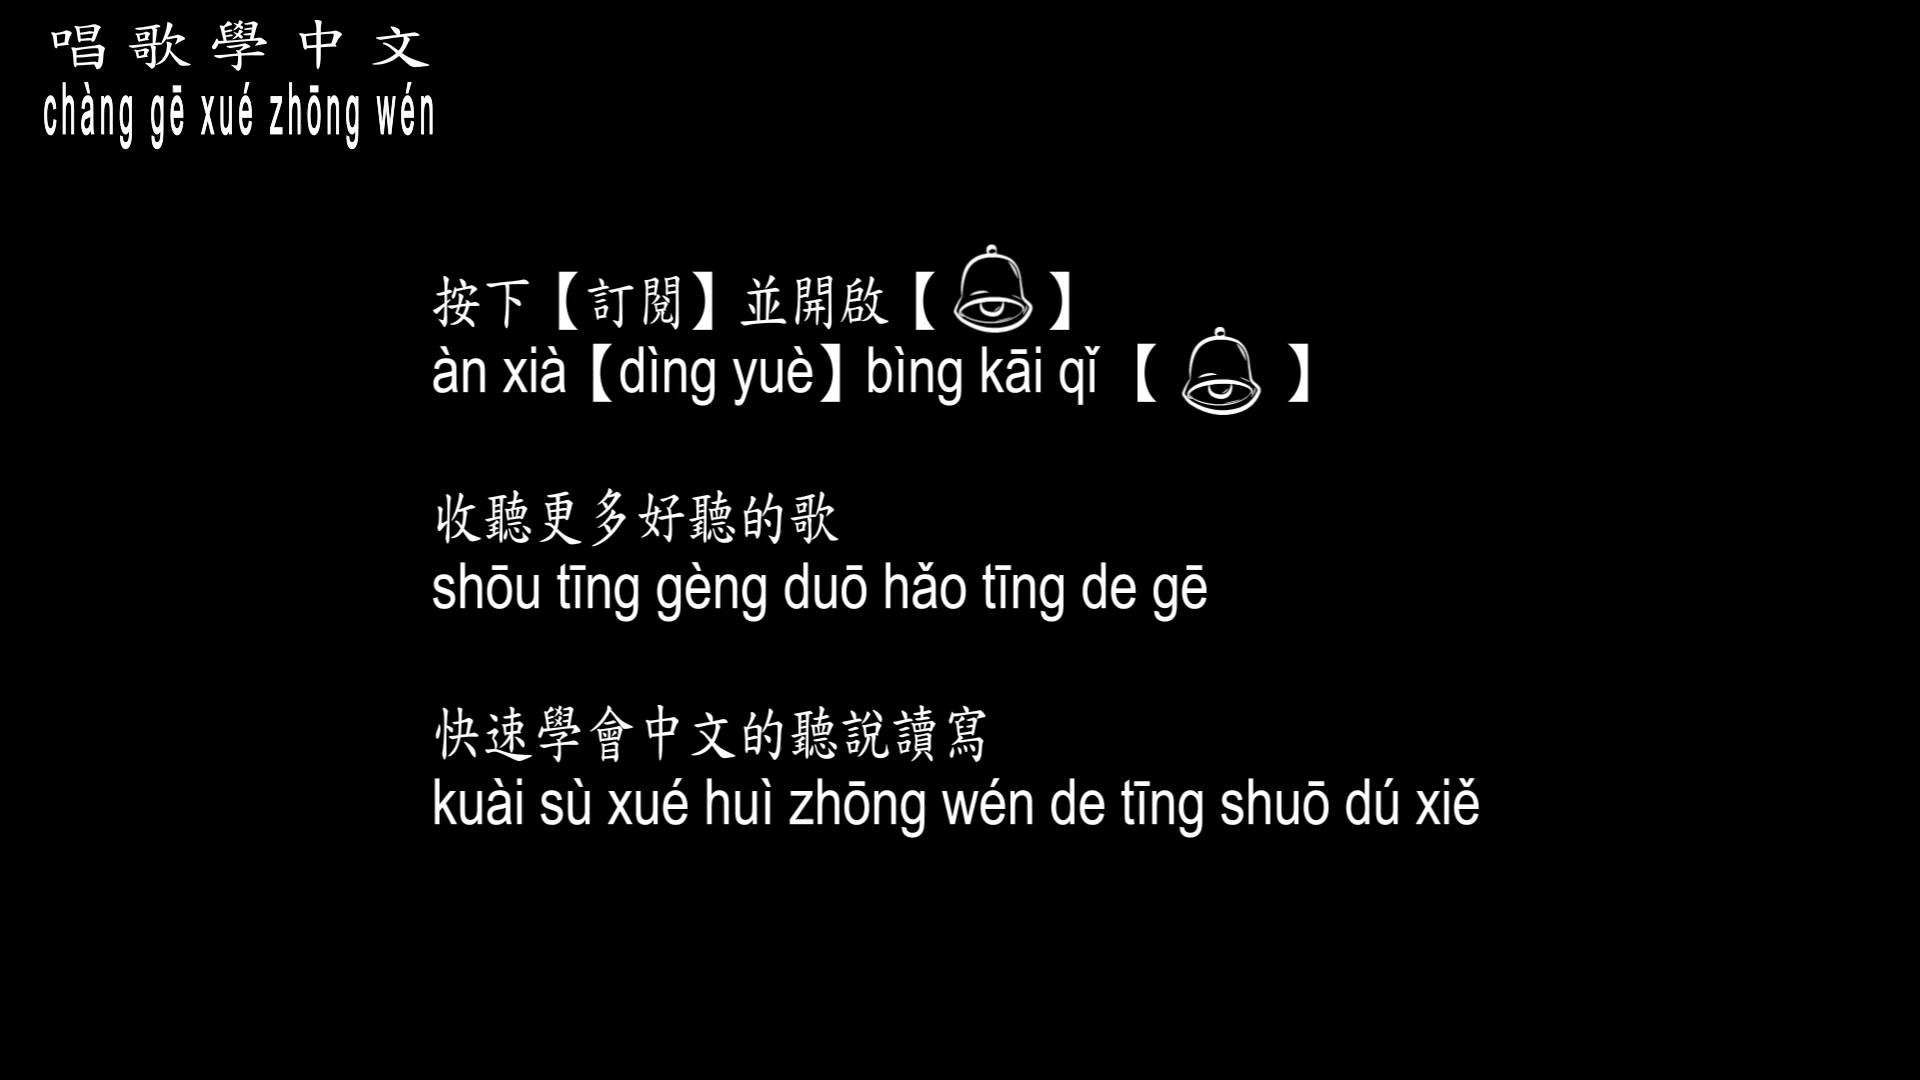 唱歌學中文
chàng gē xué zhōng wén
按下【訂閱】並開啟【】
àn xià【dìng yuè】bìng kāi qǐ【】
收聽更多好聽的歌
shōu tīng gèng duō hǎo tīng de gē
快速學會中文的聽說讀寫
kuài sù xué huì zhōng wén de tīng shuō dú xiě